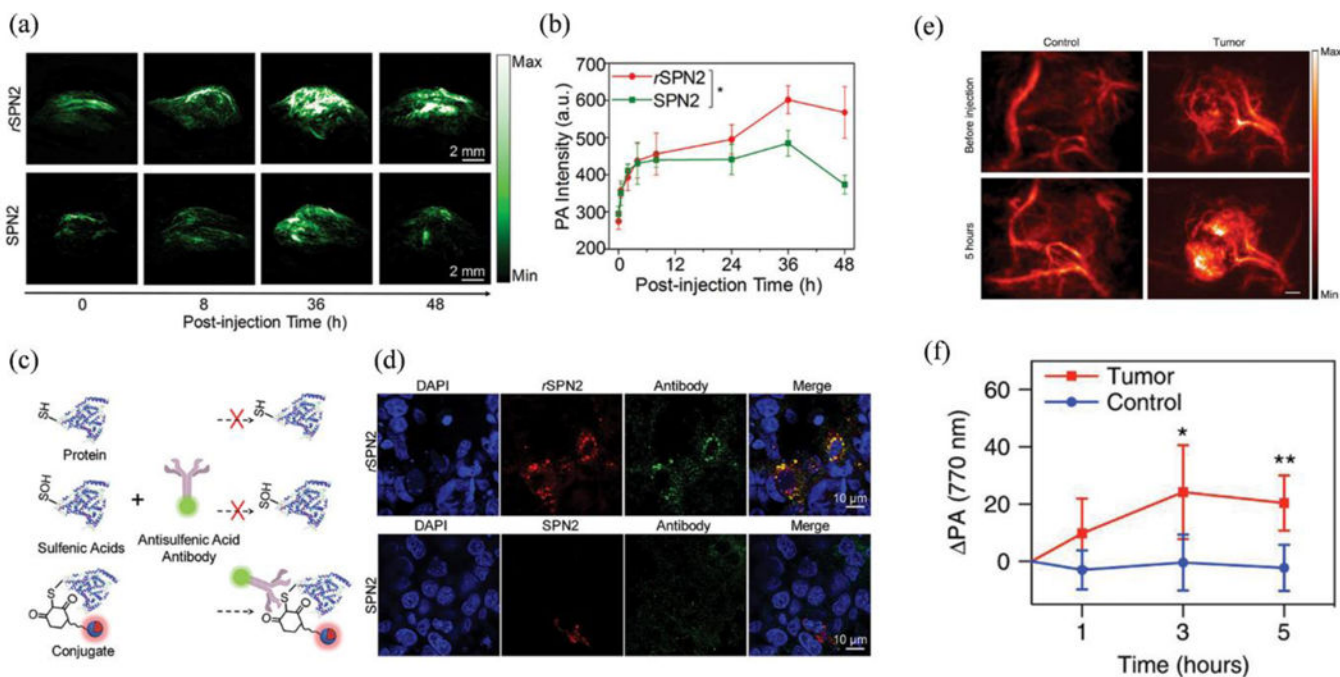 (a)
rSPN2
SPN2
2 mm
2 mm
Max
Min
0
8
36
48
Post-injection Time (h)
(b)
PA Intensity (a.u.)
700
600
500
400
300
200
rSPN2
SPN2
*
0
12
24
36
48
Post-injection Time (h)
(e)
Control
Tumor
Before injection
5 hours
Max
Min
(c)
SH
Protein
SOH
Sulfenic Acids
+
Antisulfenic Acid
Antibody
X
SH
X
SOH
S
O
O
Conjugate
S
O
O
(d)
DAPI
rSPN2
Antibody
Merge
rSPN2
10 µm
DAPI
SPN2
Antibody
Merge
SPN2
10 µm
(f)
ΔPA (770 nm)
60
40
20
0
Tumor
Control
*
**
1
3
5
Time (hours)